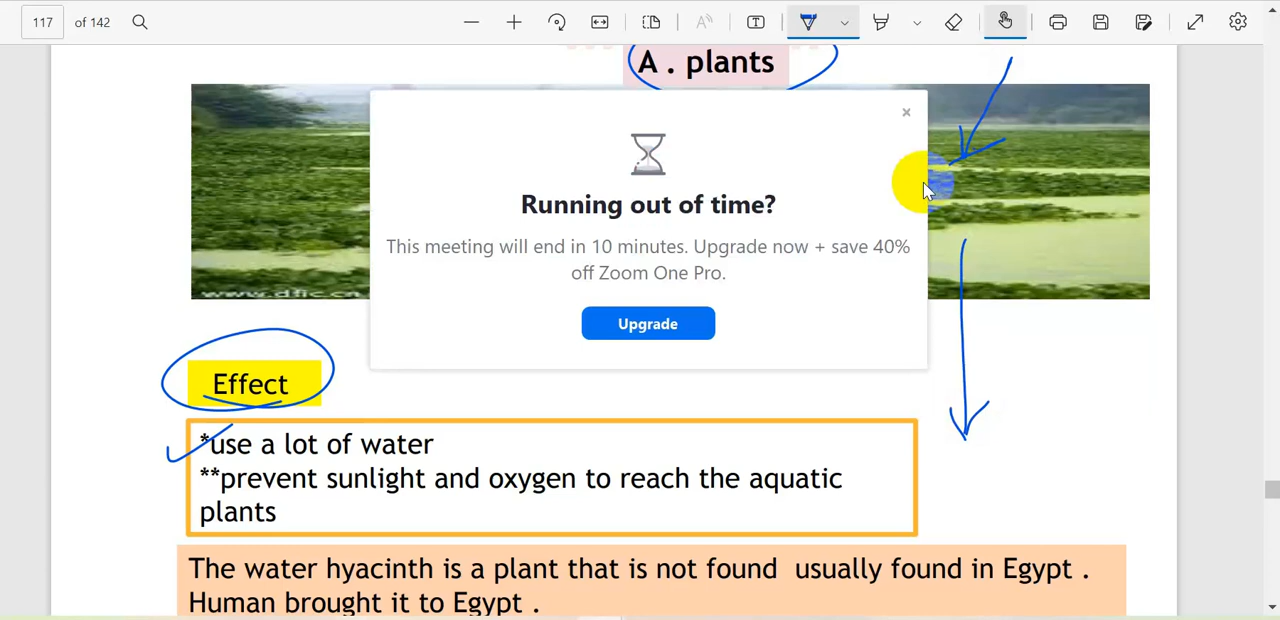 117 of 142
A . plants
Running out of time?
This meeting will end in 10 minutes. Upgrade now + save 40%
off Zoom One Pro.
Upgrade
www.dfic.cn
Effect
*use a lot of water
**prevent sunlight and oxygen to reach the aquatic
plants
The water hyacinth is a plant that is not found usually found in Egypt .
Human brought it to Egypt .